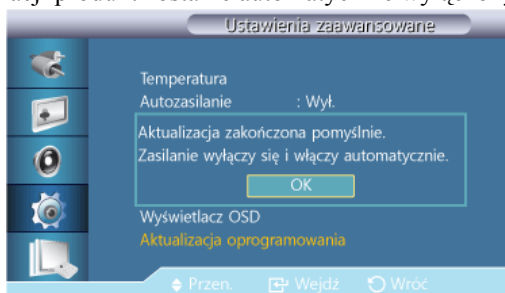 Ustawienia zaawansowane
Temperatura
Autozasilanie : Wył.
Aktualizacja zakończona pomyślnie.
Zasilanie wyłączy się i włączy automatycznie.
OK
Wyświetlacz OSD
Aktualizacja oprogramowania
Przen. Wejdź Wróć